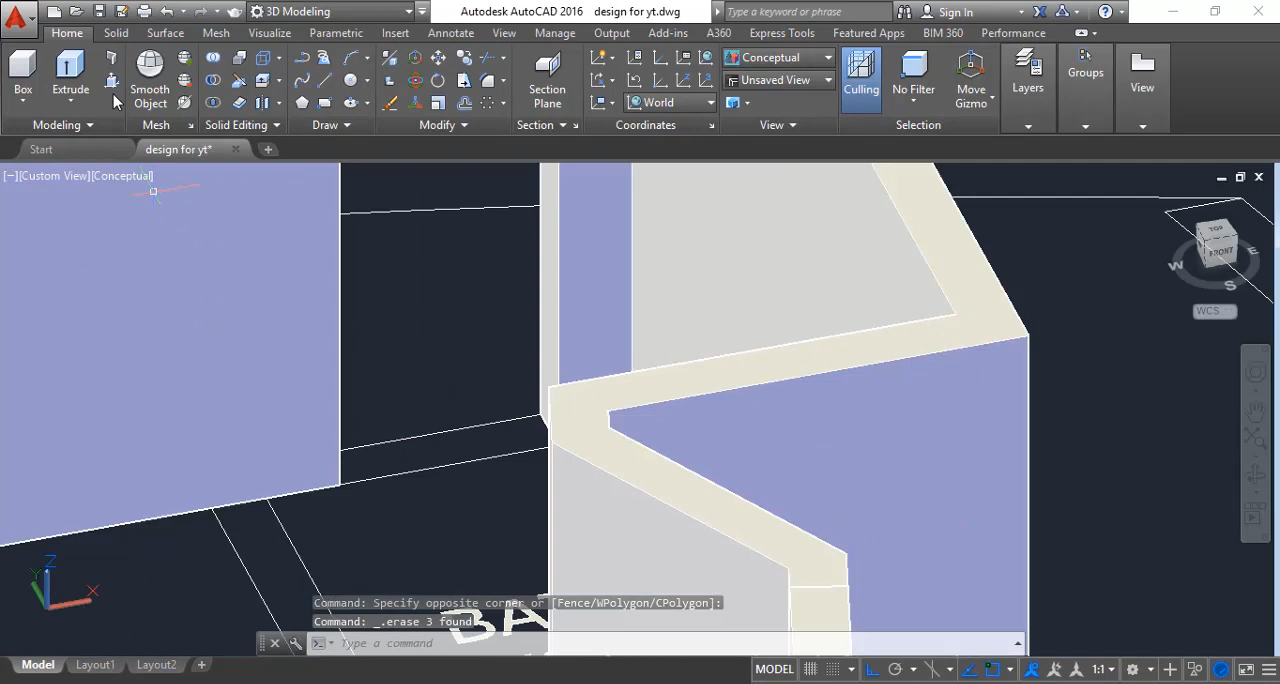 3D Modeling
Autodesk AutoCAD 2016 design for yt.dwg
Type a keyword or phrase
Sign In
Home Solid Surface Mesh Visualize Parametric Insert Annotate View Manage Output Add-ins A360 Express Tools Featured Apps BIM 360 Performance
Box
Extrude
Smooth
Object
Section
Plane
Conceptual
Unsaved View
World
Culling
No Filter
Move
Gizmo
Layers
Groups
View
Modeling Mesh Solid Editing Draw Modify Section Coordinates View Selection
Start
design for yt*
[−][Custom View][Conceptual]
TOP
FRONT
W
E
S
WCS
Z
Y
X
BA
Command: Specify opposite corner or [Fence/WPolygon/CPolygon]:
Command: _.erase 3 found
Type a command
Model Layout1 Layout2
MODEL
1:1